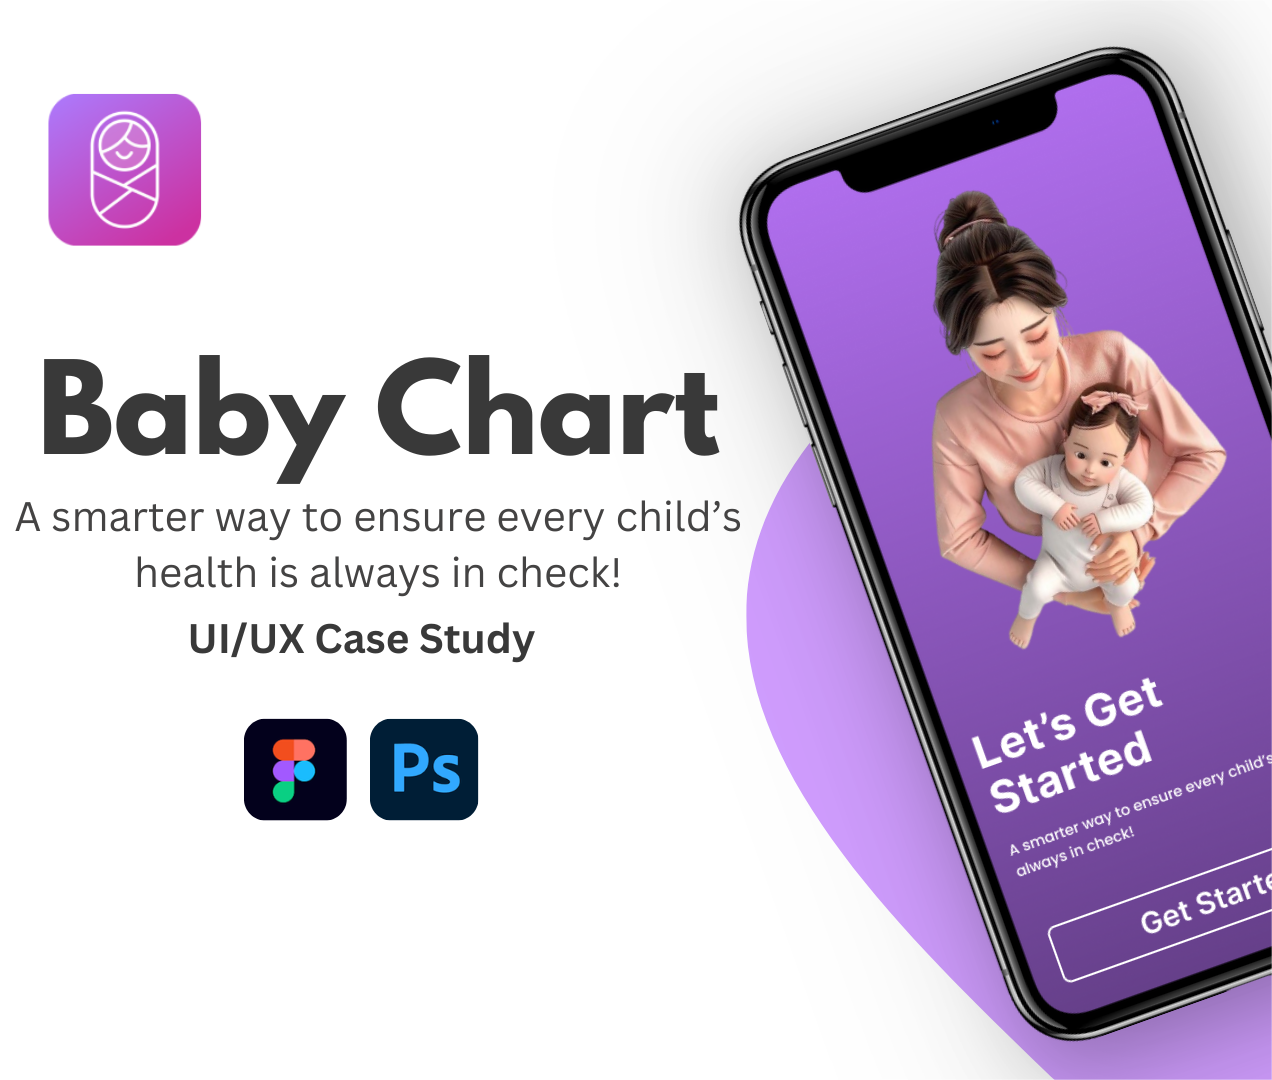 Baby Chart
A smarter way to ensure every child’s
health is always in check!
UI/UX Case Study
Ps
Let’s Get
Started
A smarter way to ensure every child’s
always in check!
Get Starte